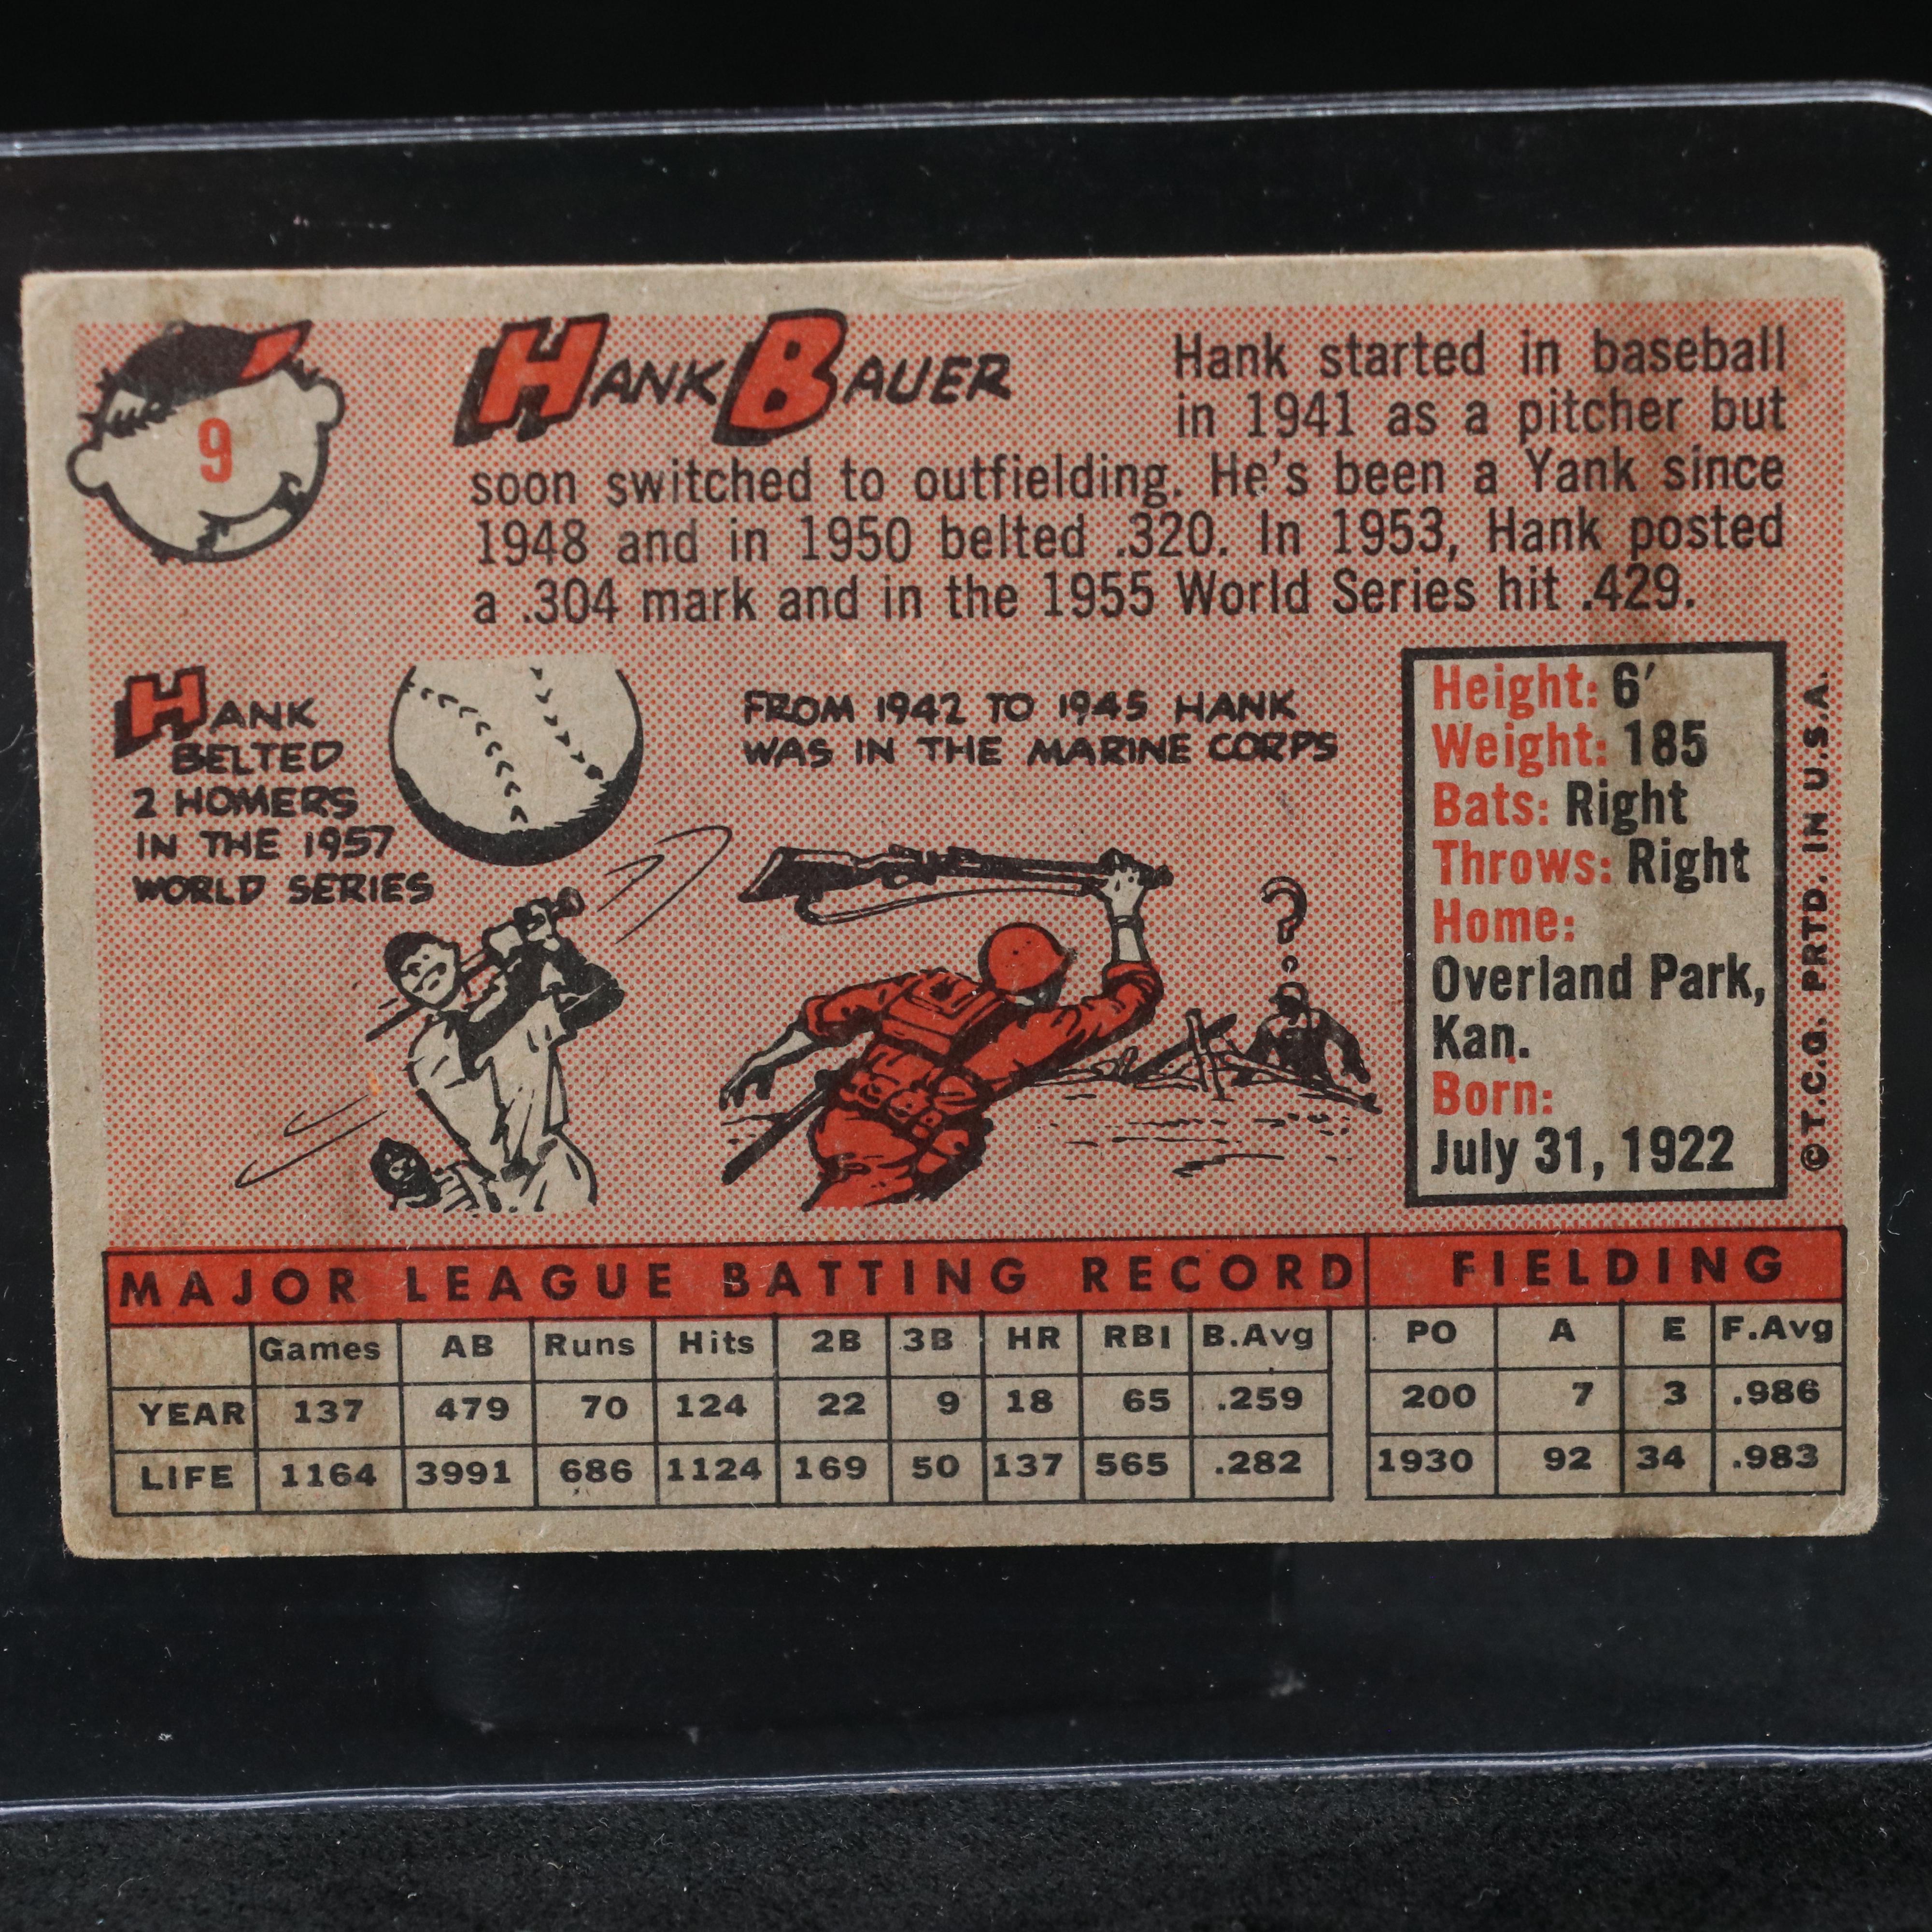 9
HANK BAUER
Hank started in baseball
in 1941 as a pitcher but
soon switched to outfielding. He's been a Yank since
1948 and in 1950 belted .320. In 1953, Hank posted
a .304 mark and in the 1955 World Series hit .429.
HANK
BELTED
2 HOMERS
IN THE 1957
WORLD SERIES
FROM 1942 TO 1945 HANK
WAS IN THE MARINE CORPS
?
Height: 6'
Weight: 185
Bats: Right
Throws: Right
Home:
Overland Park,
Kan.
Born:
July 31, 1922
©T.C.G. PRTD. IN U.S.A.
MAJOR LEAGUE BATTING RECORD FIELDING
Games AB Runs Hits 2B 3B HR RBI B.Avg PO A E F.Avg
YEAR 137 479 70 124 22 9 18 65 .259 200 7 3 .986
LIFE 1164 3991 686 1124 169 50 137 565 .282 1930 92 34 .983